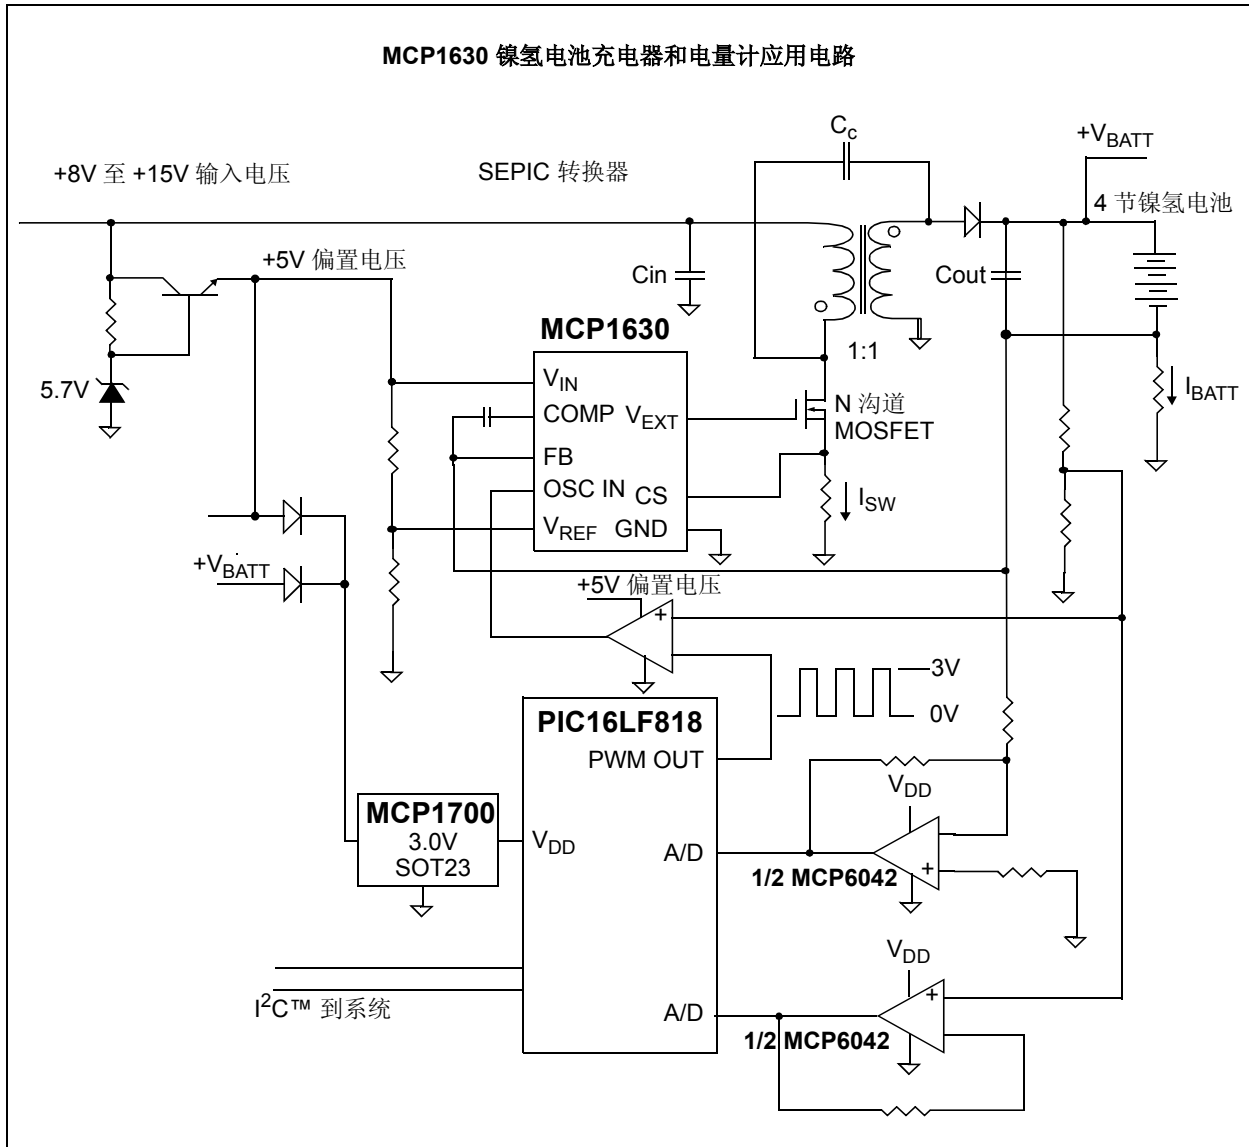 MCP1630 镍氢电池充电器和电量计应用电路
C_c
+V_BATT
+8V 至 +15V 输入电压
SEPIC 转换器
4 节镍氢电池
+5V 偏置电压
Cin
Cout
MCP1630
1:1
5.7V
V_IN
COMP
V_EXT
N 沟道
MOSFET
I_BATT
FB
OSC IN
CS
I_SW
V_REF
GND
+V_BATT
+5V 偏置电压
+
3V
0V
PIC16LF818
PWM OUT
V_DD
MCP1700
3.0V
SOT23
V_DD
A/D
+
1/2 MCP6042
V_DD
I²C™ 到系统
A/D
+
1/2 MCP6042